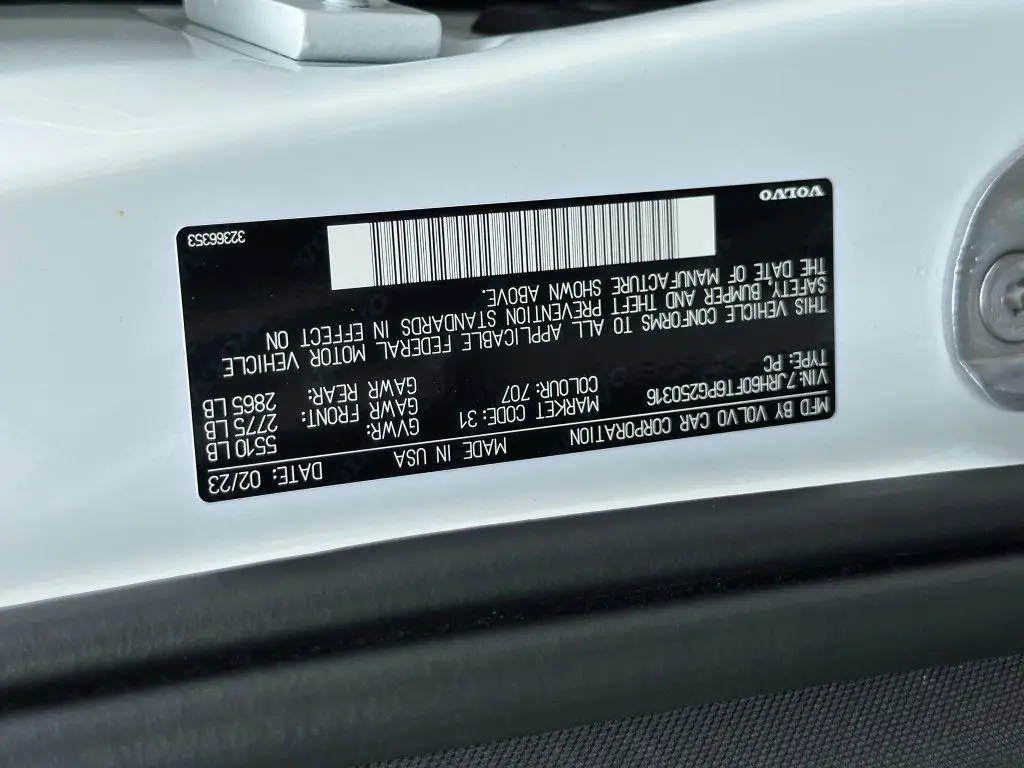 MFD BY VOLVO CAR CORPORATION MADE IN USA DATE: 02/23
VIN: 7JRH60FT6PG250316 MARKET CODE: 31 GVWR: 5510 LB
TYPE: PC COLOUR: 707 GAWR FRONT: 2775 LB
GAWR REAR: 2865 LB
THIS VEHICLE CONFORMS TO ALL APPLICABLE FEDERAL MOTOR VEHICLE
SAFETY, BUMPER AND THEFT PREVENTION STANDARDS IN EFFECT ON
THE DATE OF MANUFACTURE SHOWN ABOVE.
VOLVO 32366353